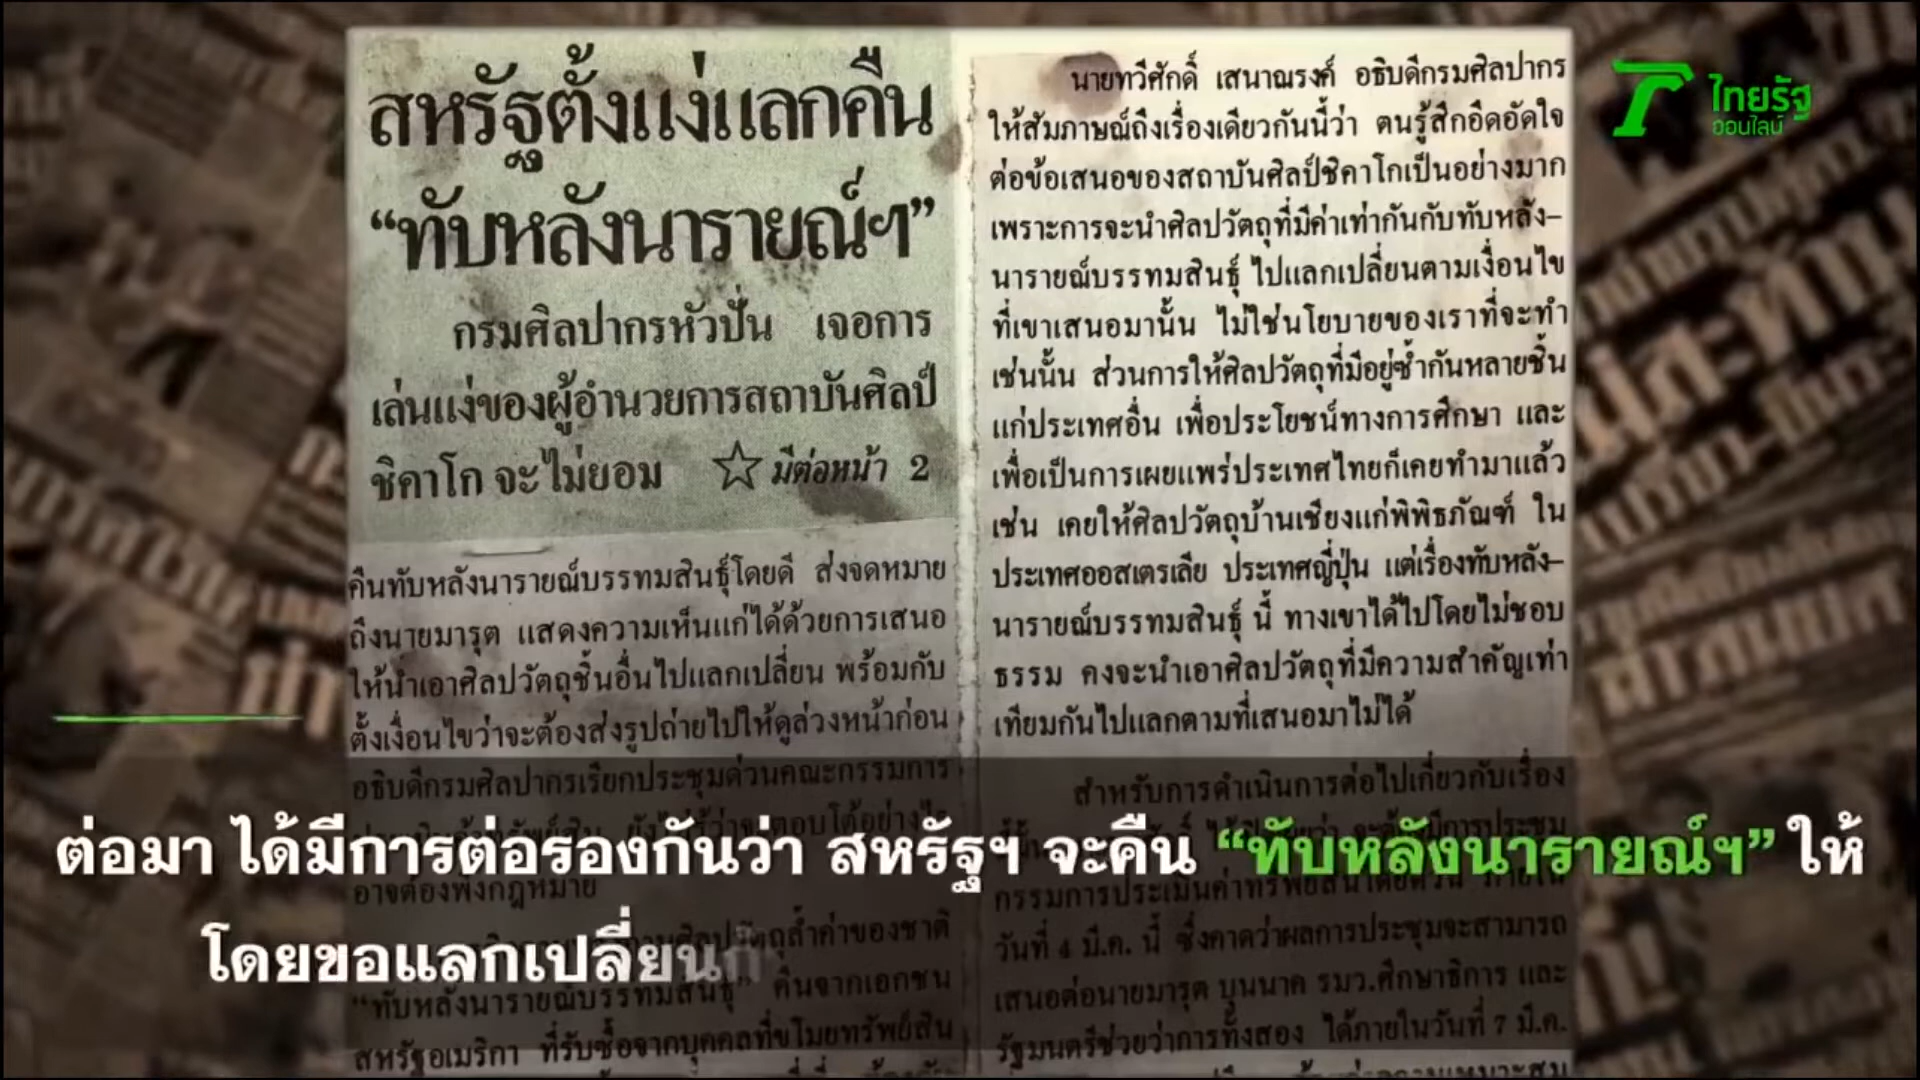 สหรัฐตั้งแง่แลกคืน
“ทับหลังนารายณ์ฯ”
กรมศิลปากรหัวปั่น เจอการ
เล่นแง่ของผู้อำนวยการสถาบันศิลป์
ชิคาโก จะไม่ยอม ☆ มีต่อหน้า 2
คืนทับหลังนารายณ์บรรทมสินธุ์โดยดี ส่งจดหมาย
ถึงนายมารุต แสดงความเห็นแก่ได้ด้วยการเสนอ
ให้นำเอาศิลปวัตถุชิ้นอื่นไปแลกเปลี่ยน พร้อมกับ
ตั้งเงื่อนไขว่าจะต้องส่งรูปถ่ายไปให้ดูล่วงหน้าก่อน
อธิบดีกรมศิลปากรเรียกประชุมด่วนคณะกรรมการ
อาจต้องพึ่งกฎหมาย
ล้ำค่าของชาติ
“ทับหลังนารายณ์บรรทมสินธุ์” คืนจากเอกชน
สหรัฐอเมริกา ที่รับซื้อจากบุคคลที่ขโมยทรัพย์สิน
นายทวีศักดิ์ เสนาณรงค์ อธิบดีกรมศิลปากร
ให้สัมภาษณ์ถึงเรื่องเดียวกันนี้ว่า ตนรู้สึกอึดอัดใจ
ต่อข้อเสนอของสถาบันศิลป์ชิคาโกเป็นอย่างมาก
เพราะการจะนำศิลปวัตถุที่มีค่าเท่ากันกับทับหลัง–
นารายณ์บรรทมสินธุ์ ไปแลกเปลี่ยนตามเงื่อนไข
ที่เขาเสนอมานั้น ไม่ใช่นโยบายของเราที่จะทำ
เช่นนั้น ส่วนการให้ศิลปวัตถุที่มีอยู่ซ้ำกันหลายชิ้น
แก่ประเทศอื่น เพื่อประโยชน์ทางการศึกษา และ
เพื่อเป็นการเผยแพร่ประเทศไทยก็เคยทำมาแล้ว
เช่น เคยให้ศิลปวัตถุบ้านเชียงแก่พิพิธภัณฑ์ ใน
ประเทศออสเตรเลีย ประเทศญี่ปุ่น แต่เรื่องทับหลัง–
นารายณ์บรรทมสินธุ์ นี้ ทางเขาได้ไปโดยไม่ชอบ
ธรรม คงจะนำเอาศิลปวัตถุที่มีความสำคัญเท่า
เทียมกันไปแลกตามที่เสนอมาไม่ได้
สำหรับการดำเนินการต่อไปเกี่ยวกับเรื่อง
กรรมการประเมินค่าทรัพย์สินโดยด่วน ภายใน
วันที่ 4 มี.ค. นี้ ซึ่งคาดว่าผลการประชุมจะสามารถ
เสนอต่อนายมารุต บุนนาค รมว.ศึกษาธิการ และ
รัฐมนตรีช่วยว่าการทั้งสอง ได้ภายในวันที่ 7 มี.ค.
ไทยรัฐ
ออนไลน์
ต่อมา ได้มีการต่อรองกันว่า สหรัฐฯ จะคืน “ทับหลังนารายณ์ฯ” ให้
โดยขอแลกเปลี่ยน